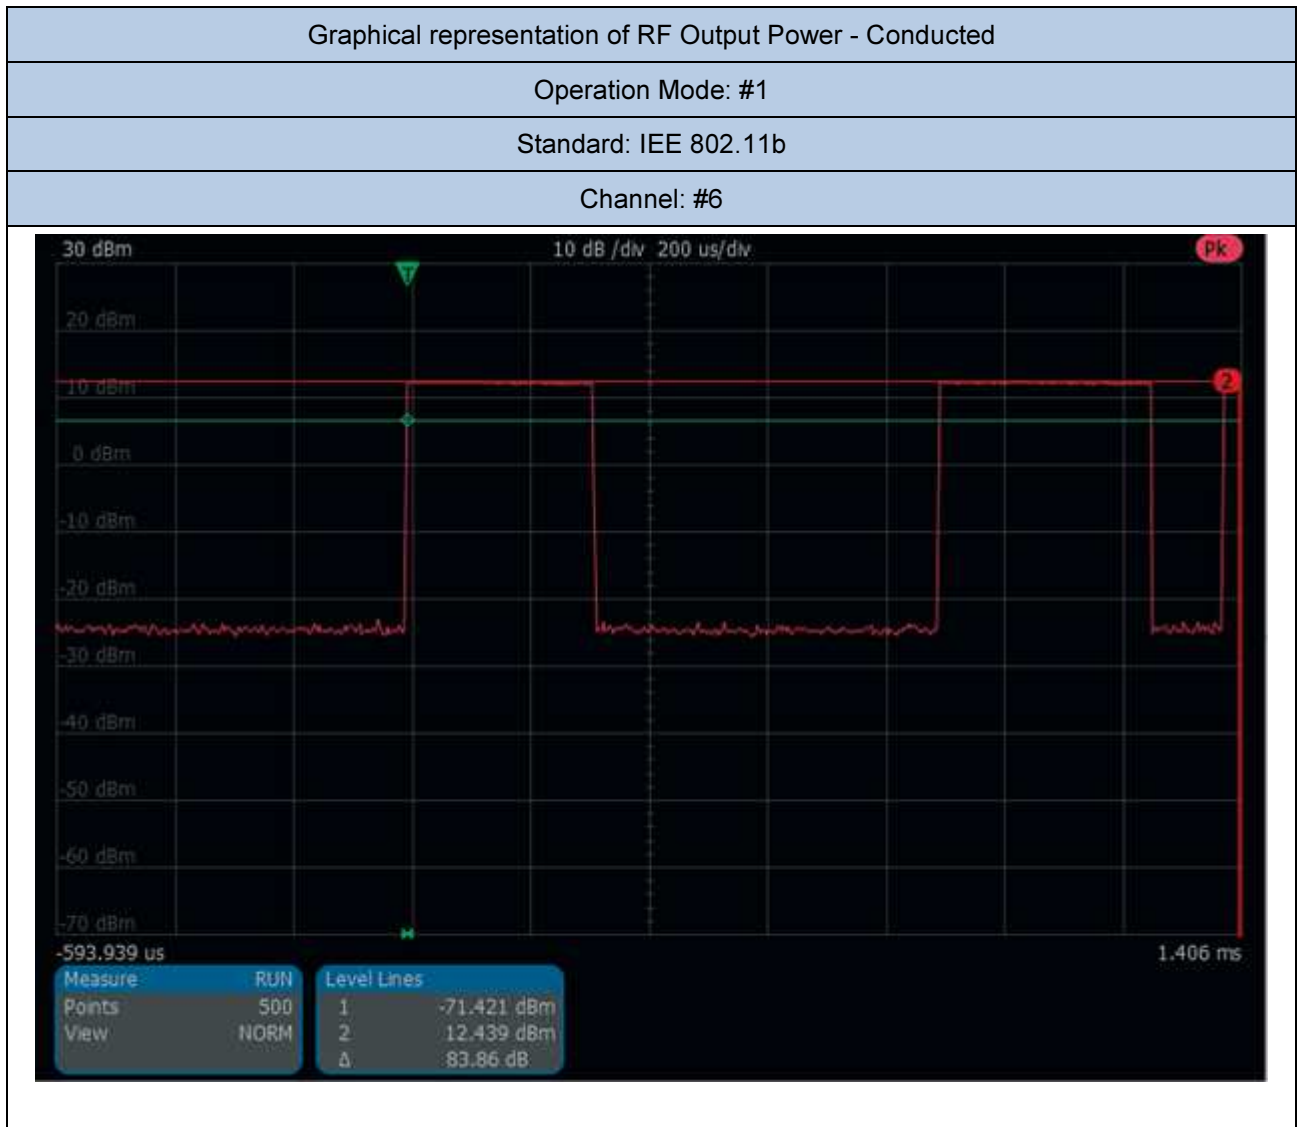 Graphical representation of RF Output Power - Conducted
Operation Mode: #1
Standard: IEE 802.11b
Channel: #6
30 dBm 10 dB /div 200 us/div Pk
T
20 dBm
10 dBm 2
0 dBm
-10 dBm
-20 dBm
-30 dBm
-40 dBm
-50 dBm
-60 dBm
-70 dBm
-593.939 us 1.406 ms
Measure RUN
Points 500
View NORM
Level Lines
1 -71.421 dBm
2 12.439 dBm
Δ 83.86 dB